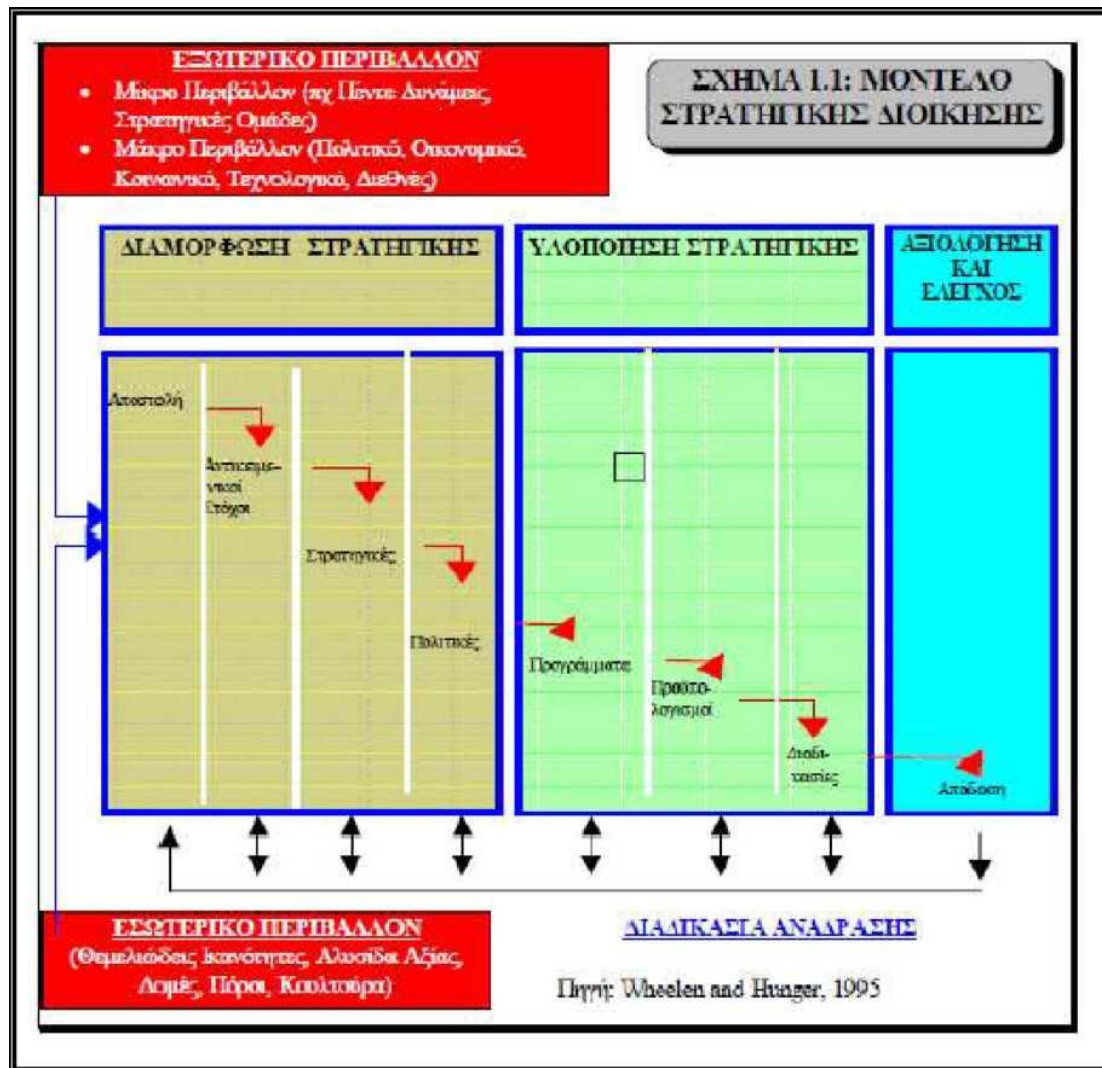 ΕΞΩΤΕΡΙΚΟ ΠΕΡΙΒΑΛΛΟΝ
• Μίκρο Περιβάλλον (πχ Πέντε Δυνάμεις,
Στρατηγικές Ομάδες)
• Μάκρο Περιβάλλον (Πολιτικό, Οικονομικό,
Κοινωνικό, Τεχνολογικό, Διεθνές)
ΣΧΗΜΑ 1.1: ΜΟΝΤΕΛΟ
ΣΤΡΑΤΗΓΙΚΗΣ ΔΙΟΙΚΗΣΗΣ
ΔΙΑΜΟΡΦΩΣΗ ΣΤΡΑΤΗΓΙΚΗΣ
ΥΛΟΠΟΙΗΣΗ ΣΤΡΑΤΗΓΙΚΗΣ
ΑΞΙΟΛΟΓΗΣΗ
ΚΑΙ
ΕΛΕΓΧΟΣ
Αποστολή
Αντικειμε-
νικοί
Στόχοι
Στρατηγικές
Πολιτικές
Προγράμματα
Προϋπο-
λογισμοί
Διαδι-
κασίες
Απόδοση
ΕΣΩΤΕΡΙΚΟ ΠΕΡΙΒΑΛΛΟΝ
(Θεμελιώδεις Ικανότητες, Αλυσίδα Αξίας,
Δομές, Πόροι, Κουλτούρα)
ΔΙΑΔΙΚΑΣΙΑ ΑΝΑΔΡΑΣΗΣ
Πηγή: Wheelen and Hunger, 1995